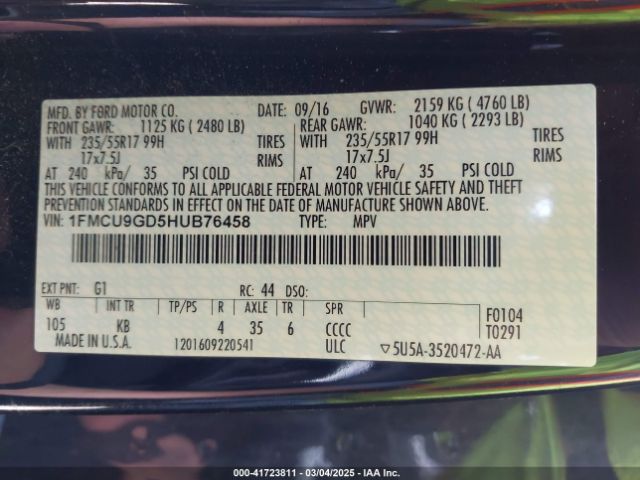 MFD. BY FORD MOTOR CO. DATE: 09/16 GVWR: 2159 KG (4760 LB)
FRONT GAWR: 1125 KG (2480 LB) REAR GAWR: 1040 KG (2293 LB)
WITH 235/55R17 99H TIRES WITH 235/55R17 99H TIRES
17x7.5J RIMS 17x7.5J RIMS
AT 240 kPa/ 35 PSI COLD AT 240 kPa/ 35 PSI COLD
THIS VEHICLE CONFORMS TO ALL APPLICABLE FEDERAL MOTOR VEHICLE SAFETY AND THEFT
PREVENTION STANDARDS IN EFFECT ON THE DATE OF MANUFACTURE SHOWN ABOVE.
VIN: 1FMCU9GD5HUB76458 TYPE: MPV
EXT PNT: G1 RC: 44 DSO:
WB INT TR TP/PS R AXLE TR SPR F0104
105 KB 4 35 6 CCCC T0291
MADE IN U.S.A. 1201609220541 ULC ▽5U5A-3520472-AA
000-41723811 - 03/04/2025 - IAA Inc.